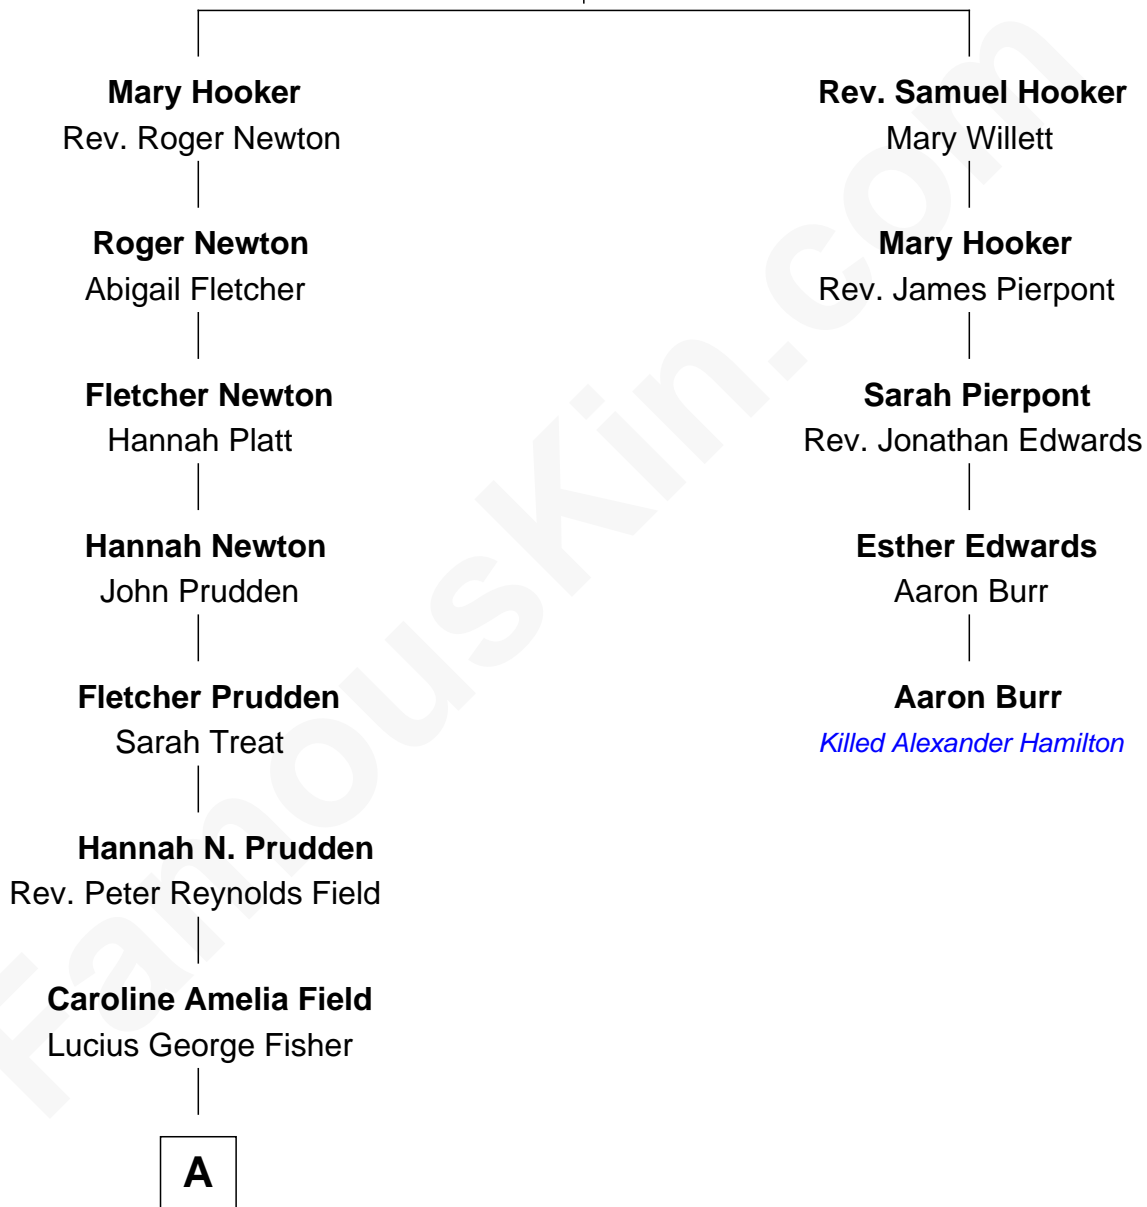 Mary Hooker
Rev. Roger Newton
Roger Newton
Abigail Fletcher
Fletcher Newton
Hannah Platt
Hannah Newton
John Prudden
Fletcher Prudden
Sarah Treat
Hannah N. Prudden
Rev. Peter Reynolds Field
Caroline Amelia Field
Lucius George Fisher
A
Rev. Samuel Hooker
Mary Willett
Mary Hooker
Rev. James Pierpont
Sarah Pierpont
Rev. Jonathan Edwards
Esther Edwards
Aaron Burr
Aaron Burr
Killed Alexander Hamilton
FamousKin.com